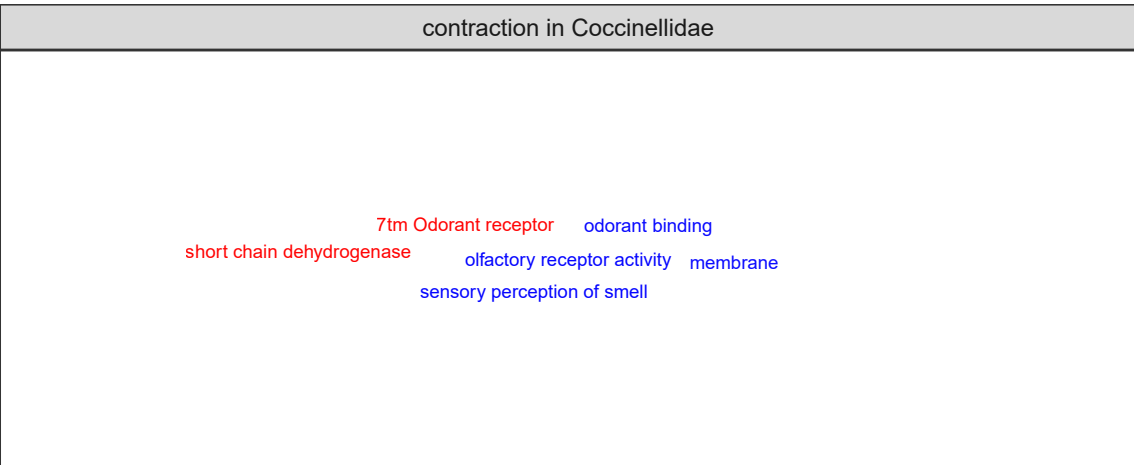 contraction in Coccinellidae
7tm Odorant receptor
odorant binding
short chain dehydrogenase
olfactory receptor activity
membrane
sensory perception of smell